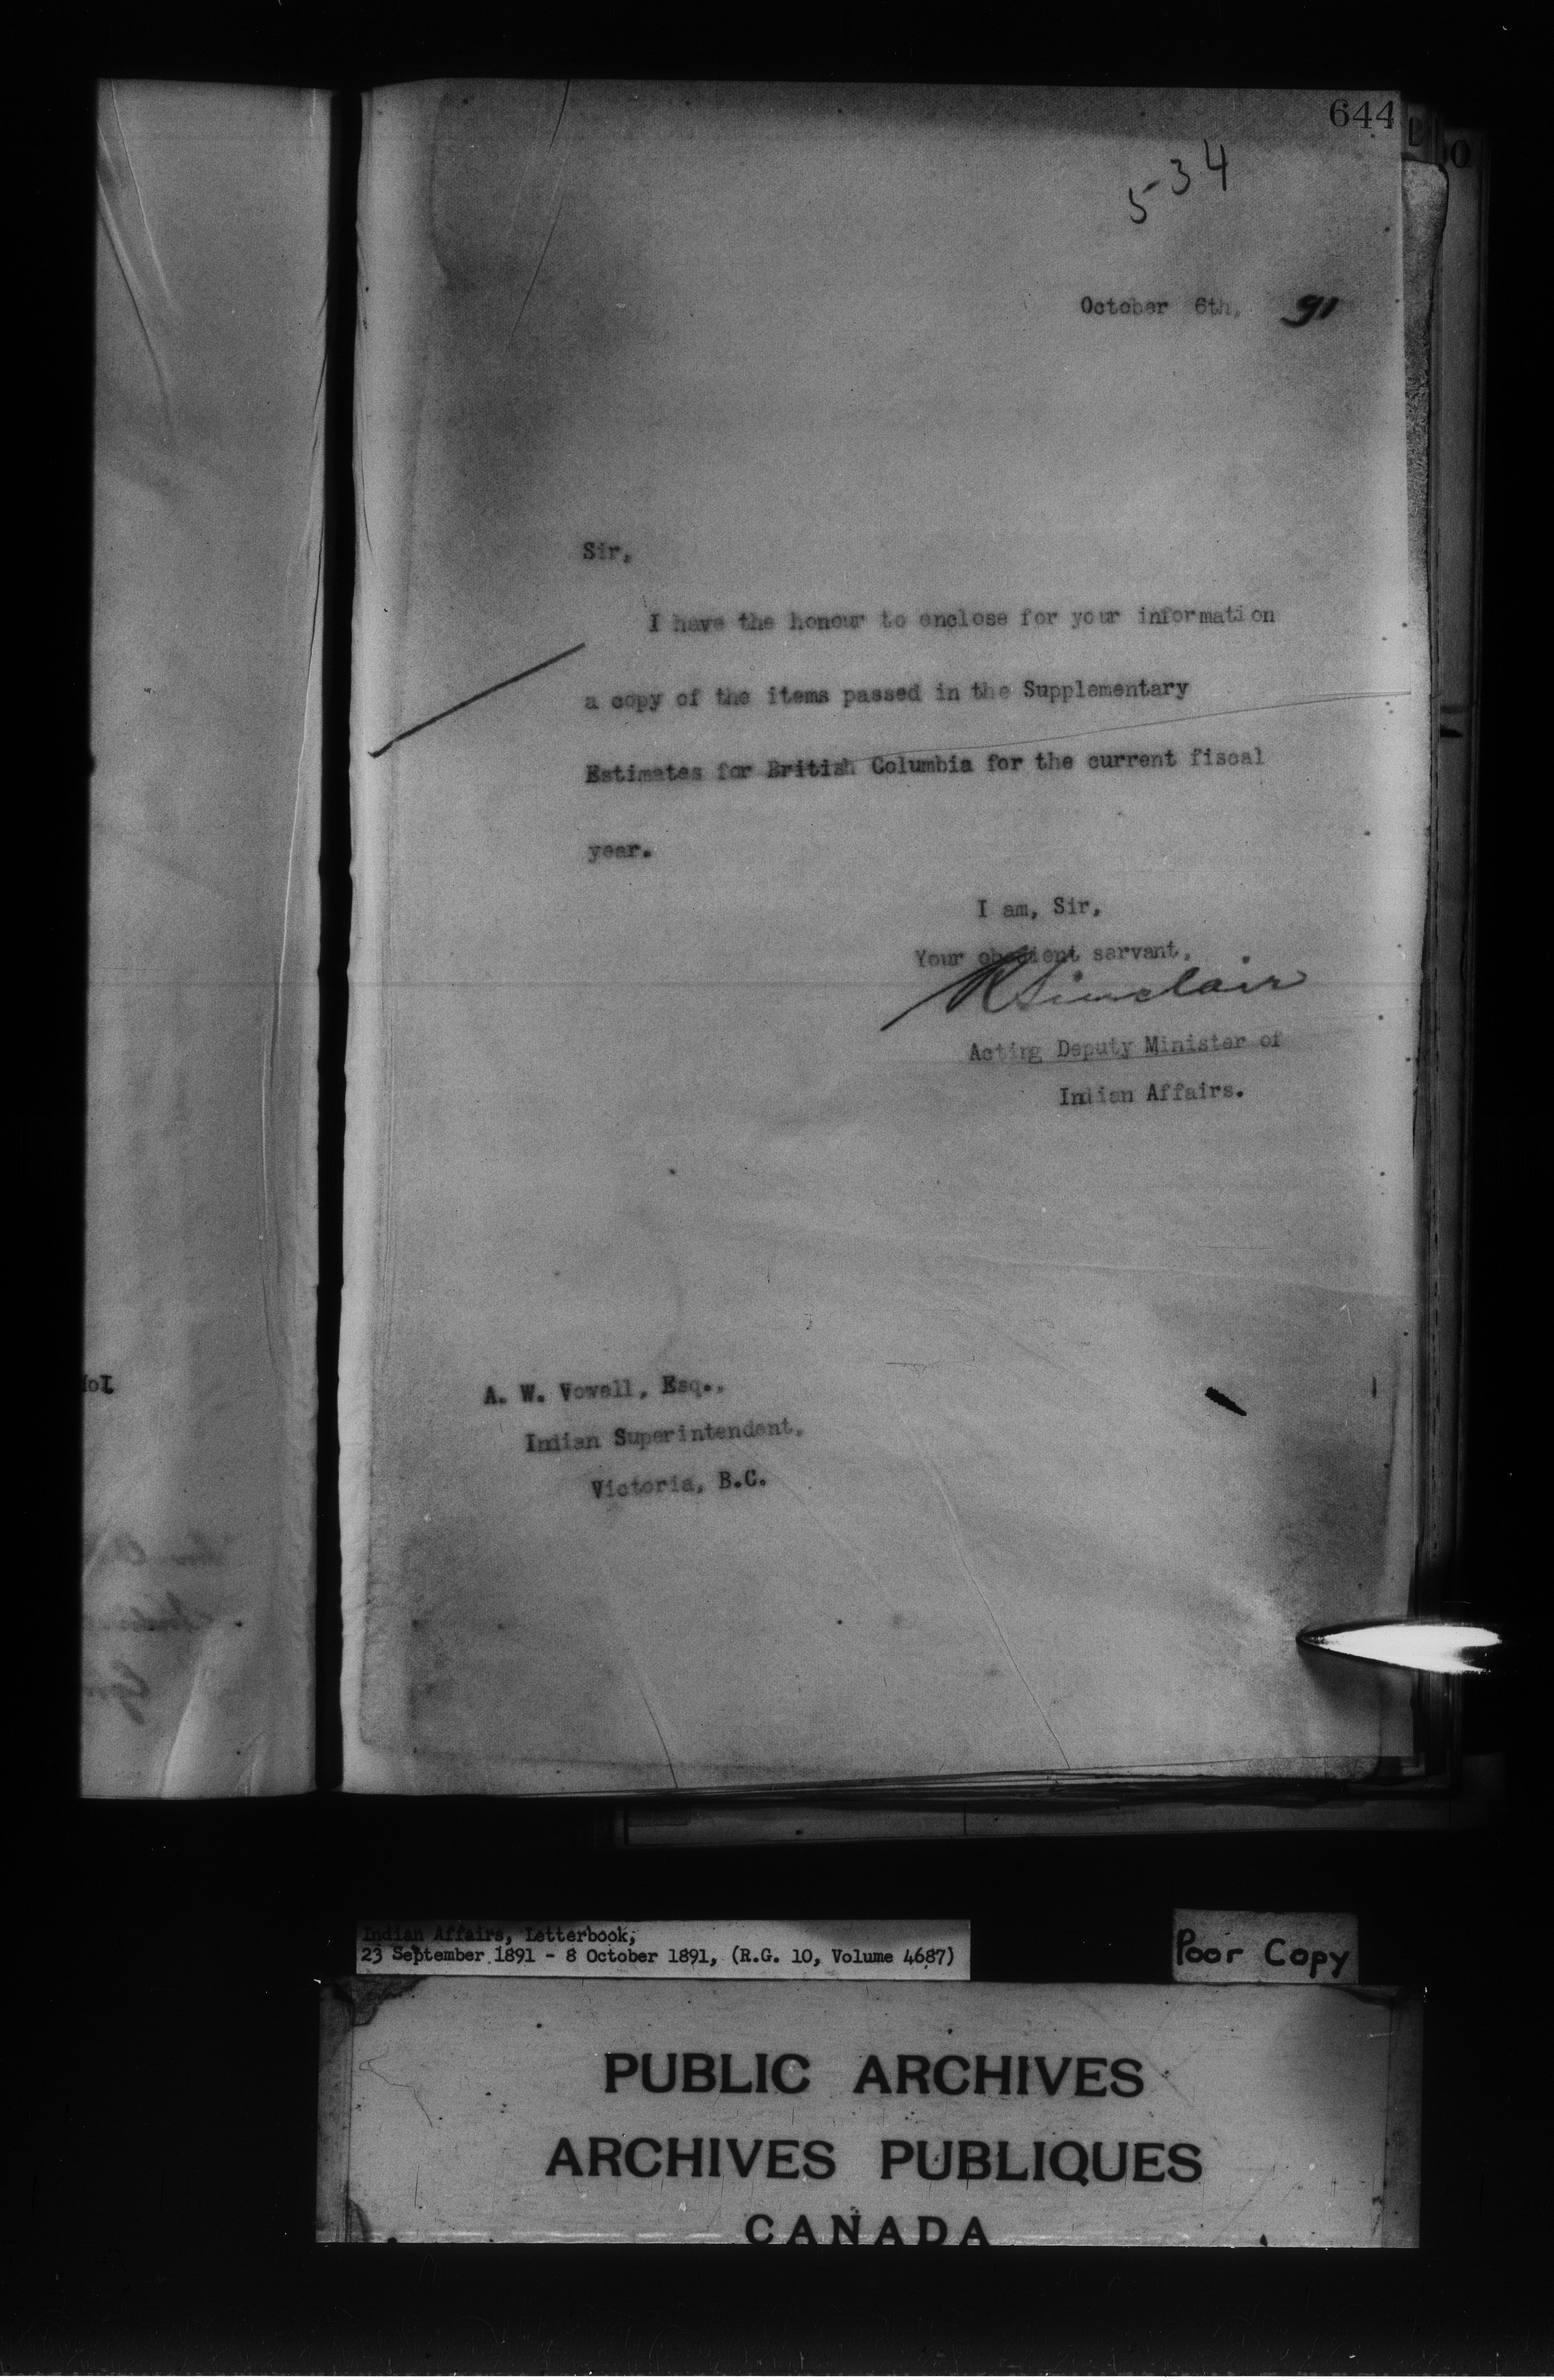 644
534
October 6th, 91
Sir,
I have the honour to enclose for your information
a copy of the items passed in the Supplementary
Estimates for British Columbia for the current fiscal
year.
I am, Sir,
Your obedient servant,
R Sinclair
Acting Deputy Minister of
Indian Affairs.
A. W. Vowell, Esq.,
Indian Superintendent,
Victoria, B.C.
Indian Affairs, Letterbook,
23 September 1891 - 8 October 1891, (R.G. 10, Volume 4687)
Poor Copy
PUBLIC ARCHIVES
ARCHIVES PUBLIQUES
CANADA